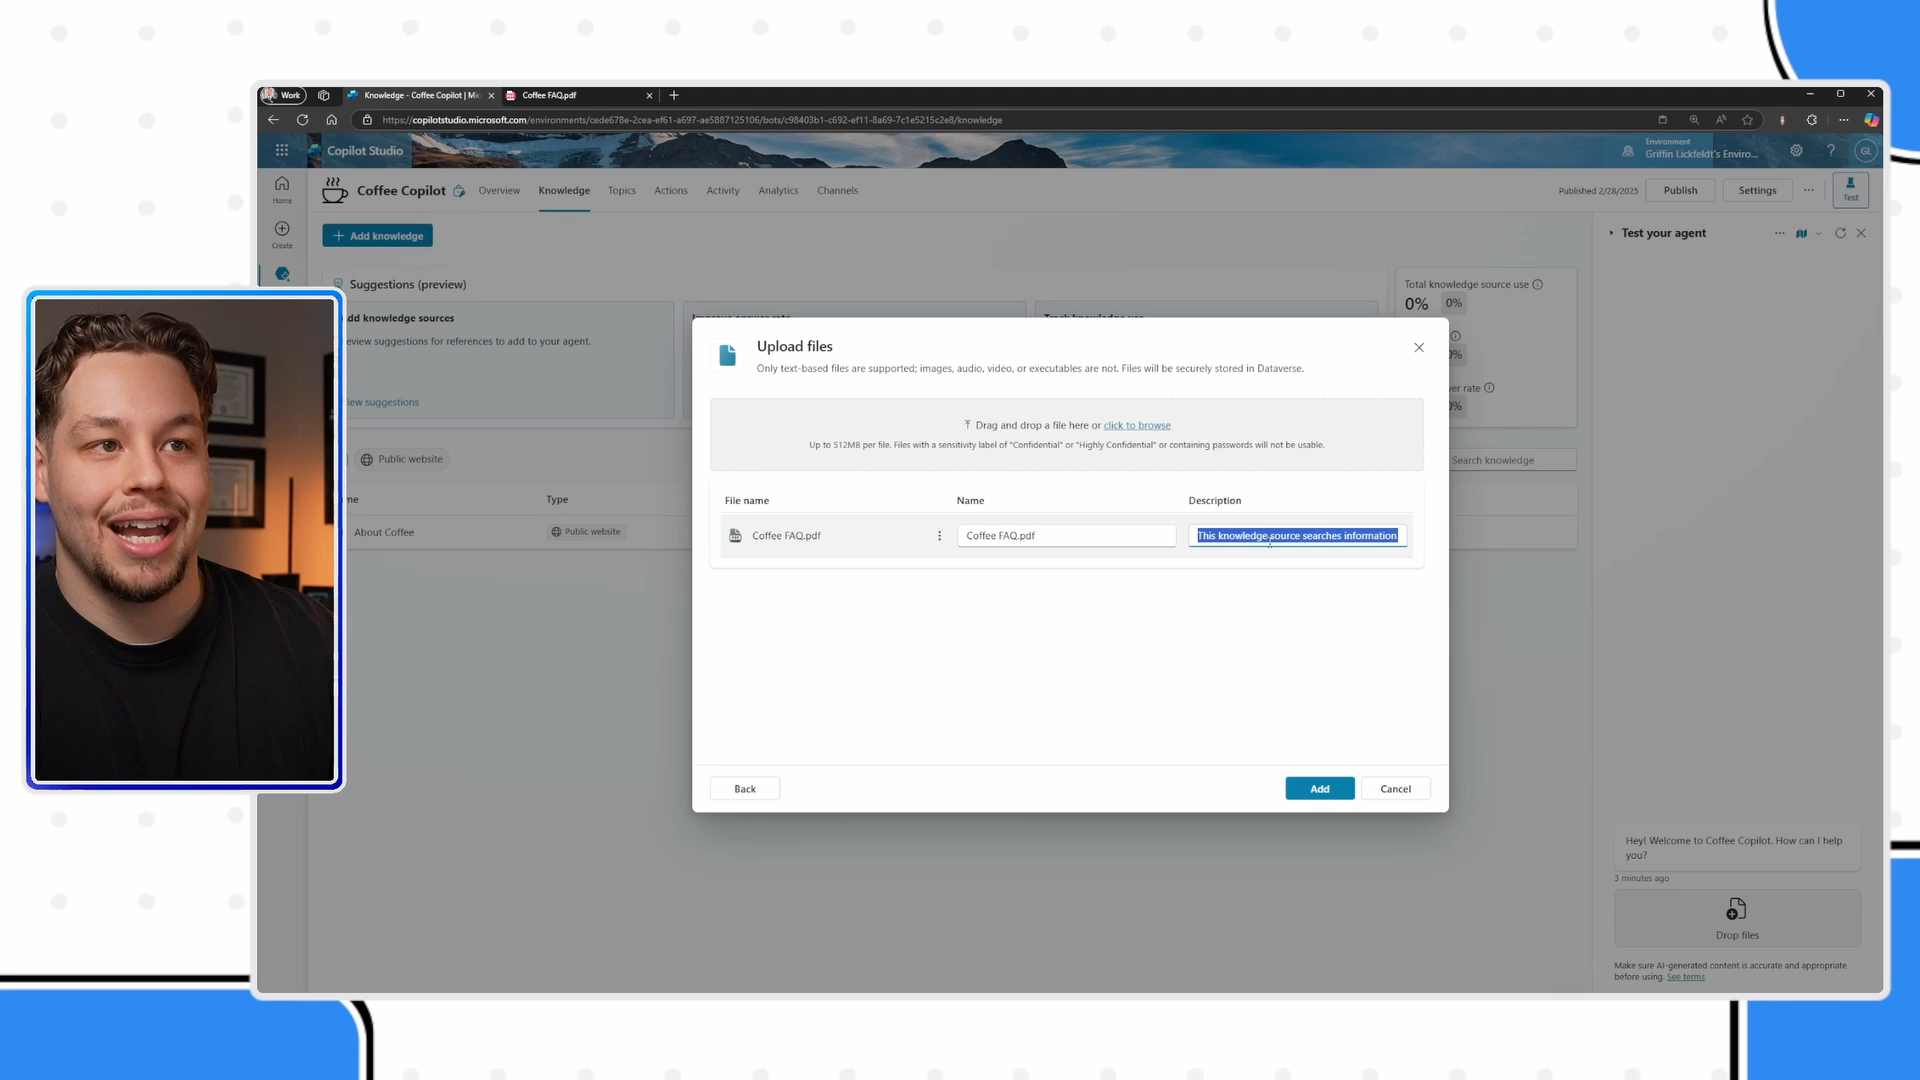 Work
Knowledge - Coffee Copilot | Mic
Coffee FAQ.pdf
https://copilotstudio.microsoft.com/environments/cede678e-2cea-ef61-a697-ae5887125106/bots/c98403b1-c692-ef11-8a69-7c1e5215c2e8/knowledge
Copilot Studio
Environment
Griffin Lickfeldt's Enviro...
GL
Home
Create
Coffee Copilot
Overview
Knowledge
Topics
Actions
Activity
Analytics
Channels
Published 2/28/2025
Publish
Settings
Test
Add knowledge
Test your agent
Suggestions (preview)
Total knowledge source use
0%
0%
dd knowledge sources
eview suggestions for references to add to your agent.
iew suggestions
wer rate
Public website
Search knowledge
me
Type
About Coffee
Public website
Upload files
Only text-based files are supported; images, audio, video, or executables are not. Files will be securely stored in Dataverse.
Drag and drop a file here or click to browse
Up to 512MB per file. Files with a sensitivity label of "Confidential" or "Highly Confidential" or containing passwords will not be usable.
File name
Name
Description
Coffee FAQ.pdf
Coffee FAQ.pdf
This knowledge source searches information
Back
Add
Cancel
Hey! Welcome to Coffee Copilot. How can I help
you?
3 minutes ago
Drop files
Make sure AI-generated content is accurate and appropriate
before using. See terms